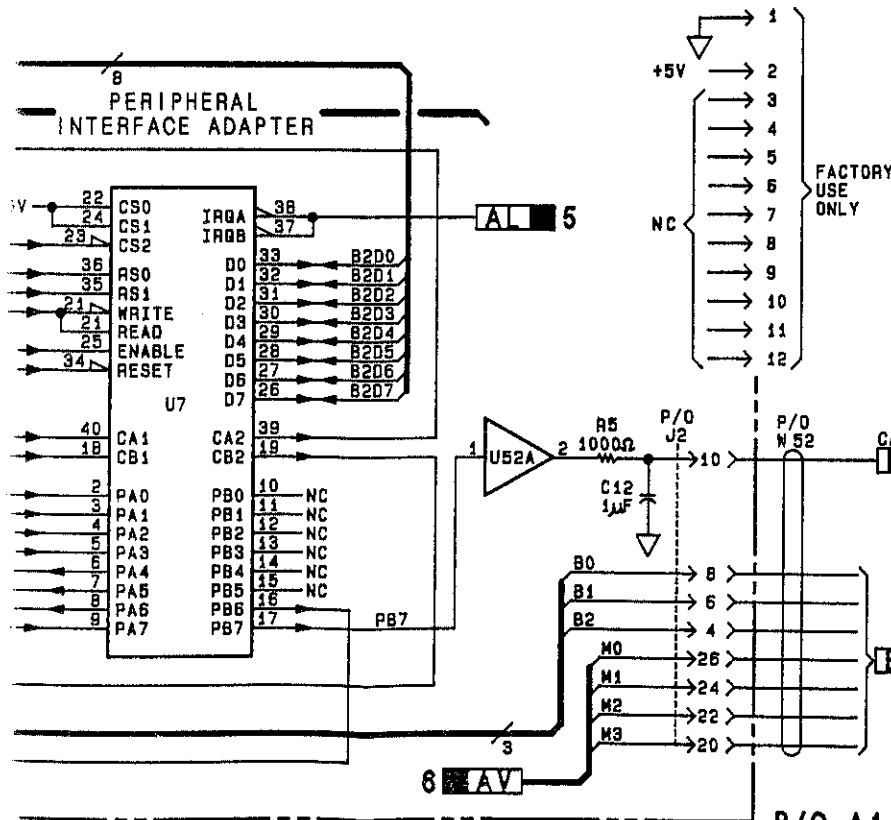 1
+5V 2
8
3
PERIPHERAL
INTERFACE ADAPTER
4
5
6
7
8
9
10
11
12
NC
FACTORY
USE
ONLY
22 CS0 IRQA 38
24 CS1 IRQB 37
23 CS2
AL 5
36 RS0 D0 33 B2D0
35 RS1 D1 32 B2D1
21 WRITE D2 31 B2D2
21 READ D3 30 B2D3
25 ENABLE D4 29 B2D4
34 RESET D5 28 B2D5
D6 27 B2D6
D7 26 B2D7
U7
40 CA1 CA2 39
18 CB1 CB2 19
2 PA0 PB0 10 NC
3 PA1 PB1 11 NC
4 PA2 PB2 12 NC
5 PA3 PB3 13 NC
6 PA4 PB4 14 NC
7 PA5 PB5 15 NC
8 PA6 PB6 16
9 PA7 PB7 17 PB7
1 U52A 2
R5
1000Ω
C12
1µF
P/O
J2
10
P/O
W52
B0 8
B1 6
B2 4
M0 26
M1 24
M2 22
M3 20
3
6 AV